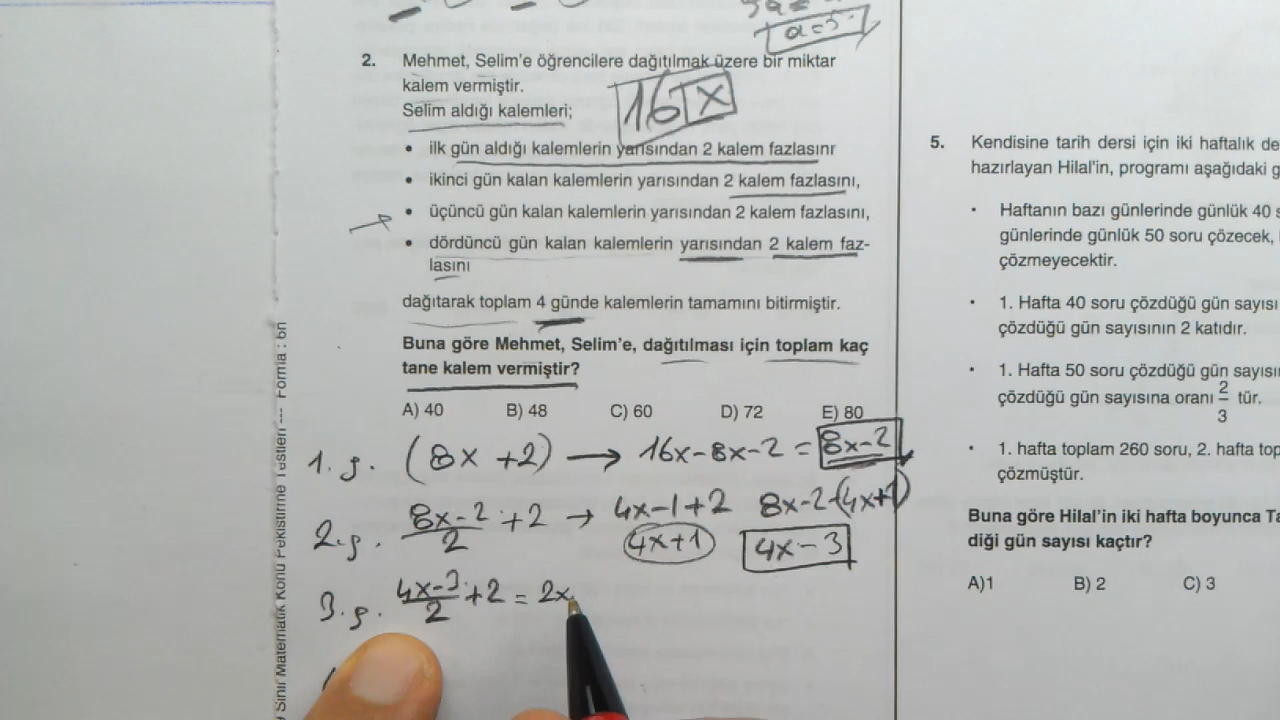 a=5
2. Mehmet, Selim'e öğrencilere dağıtılmak üzere bir miktar
kalem vermiştir.
Selim aldığı kalemleri;
16x
• ilk gün aldığı kalemlerin yarısından 2 kalem fazlasını
• ikinci gün kalan kalemlerin yarısından 2 kalem fazlasını,
• üçüncü gün kalan kalemlerin yarısından 2 kalem fazlasını,
• dördüncü gün kalan kalemlerin yarısından 2 kalem faz-
lasını
dağıtarak toplam 4 günde kalemlerin tamamını bitirmiştir.
Buna göre Mehmet, Selim'e, dağıtılması için toplam kaç
tane kalem vermiştir?
A) 40 B) 48 C) 60 D) 72 E) 80
1.g. (8x+2) → 16x-8x-2 = 8x-2
2.g. 8x-2/2 +2 → 4x-1+2 8x-2-(4x+1)
4x+1 4x-3
3.g. 4x-3/2 +2 = 2x
Sınır Matematik Konu Pekiştirme Testleri --- Forma : 6n
5. Kendisine tarih dersi için iki haftalık
hazırlayan Hilal'in, programı aşağıdaki
• Haftanın bazı günlerinde günlük 40
günlerinde günlük 50 soru çözecek,
çözmeyecektir.
• 1. Hafta 40 soru çözdüğü gün sayısı
çözdüğü gün sayısının 2 katıdır.
• 1. Hafta 50 soru çözdüğü gün
çözdüğü gün sayısına oranı 2/3 tür.
• 1. hafta toplam 260 soru, 2. hafta
çözmüştür.
Buna göre Hilal'in iki hafta boyunca
diği gün sayısı kaçtır?
A)1 B) 2 C) 3